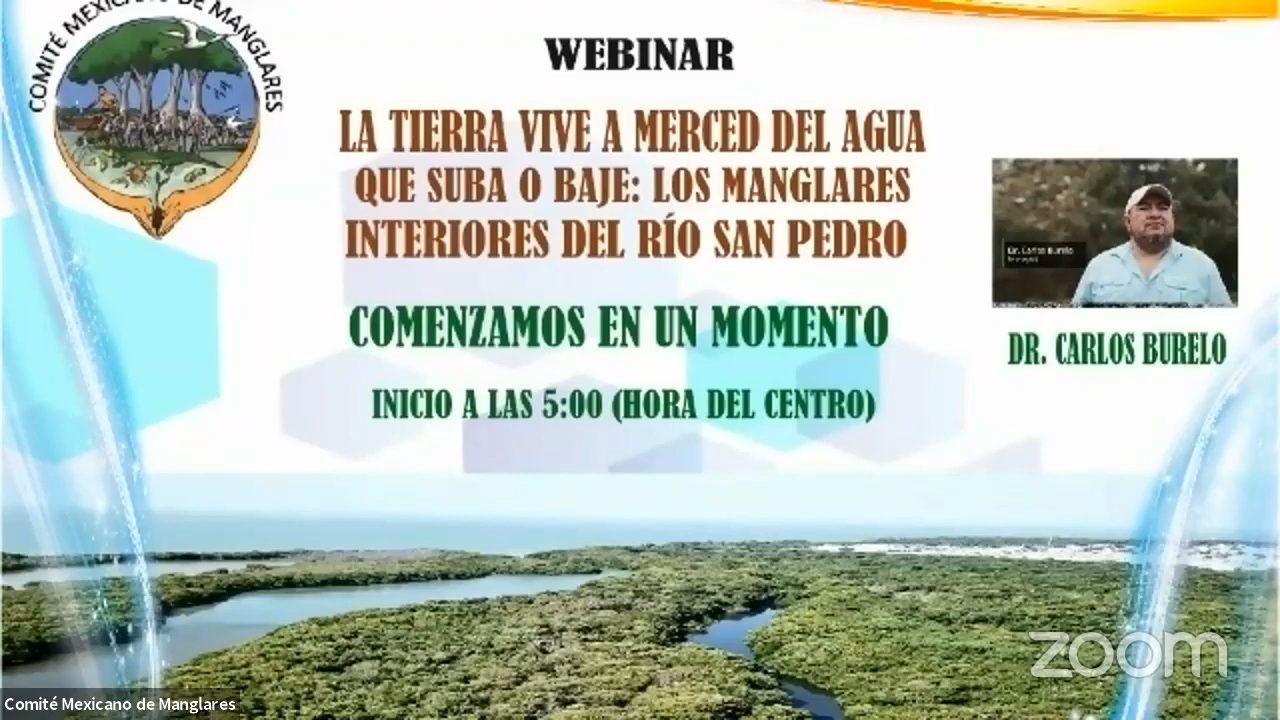 COMITÉ MEXICANO DE MANGLARES
WEBINAR
LA TIERRA VIVE A MERCED DEL AGUA
QUE SUBA O BAJE: LOS MANGLARES
INTERIORES DEL RÍO SAN PEDRO
COMENZAMOS EN UN MOMENTO
INICIO A LAS 5:00 (HORA DEL CENTRO)
Dr. Carlos Burelo
DR. CARLOS BURELO
zoom
Comité Mexicano de Manglares